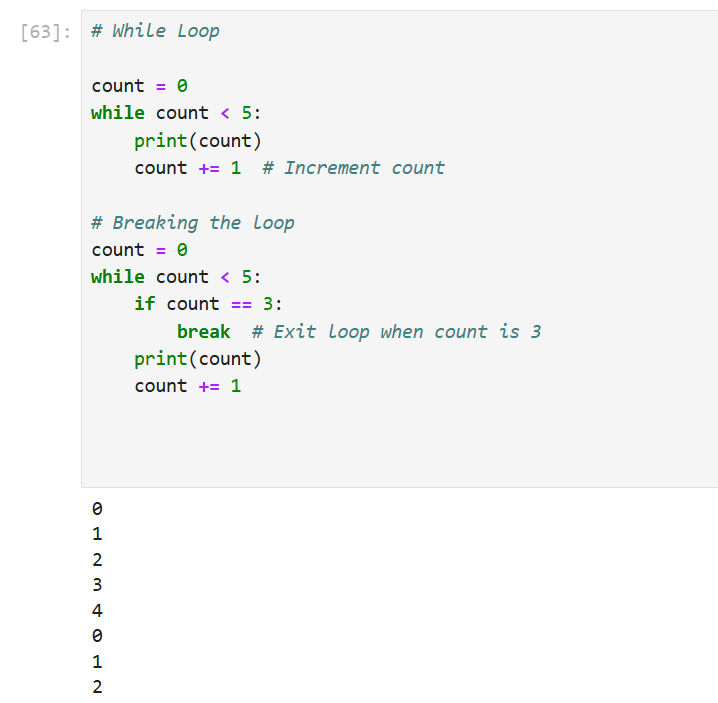 [63]: # While Loop
count = 0
while count < 5:
    print(count)
    count += 1  # Increment count
# Breaking the loop
count = 0
while count < 5:
    if count == 3:
        break  # Exit loop when count is 3
    print(count)
    count += 1
0
1
2
3
4
0
1
2